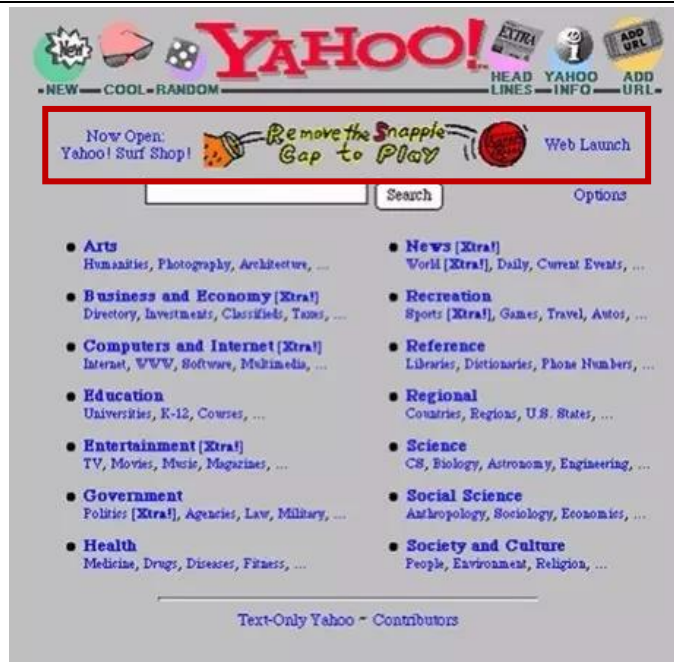 New
EXTRA
i
ADD URL
YAHOO!
NEW COOL RANDOM
HEAD LINES
YAHOO INFO
ADD URL
Now Open:
Yahoo! Surf Shop!
Remove the Snapple
Cap to Play
Web Launch
Search
Options
Arts
Humanities, Photography, Architecture, ...
Business and Economy [Xtra!]
Directory, Investments, Classifieds, Taxes, ...
Computers and Internet [Xtra!]
Internet, WWW, Software, Multimedia, ...
Education
Universities, K-12, Courses, ...
Entertainment [Xtra!]
TV, Movies, Music, Magazines, ...
Government
Politics [Xtra!], Agencies, Law, Military, ...
Health
Medicine, Drugs, Diseases, Fitness, ...
News [Xtra!]
World [Xtra!], Daily, Current Events, ...
Recreation
Sports [Xtra!], Games, Travel, Autos, ...
Reference
Libraries, Dictionaries, Phone Numbers, ...
Regional
Countries, Regions, U.S. States, ...
Science
CS, Biology, Astronomy, Engineering, ...
Social Science
Anthropology, Sociology, Economics, ...
Society and Culture
People, Environment, Religion, ...
Text-Only Yahoo ~ Contributors